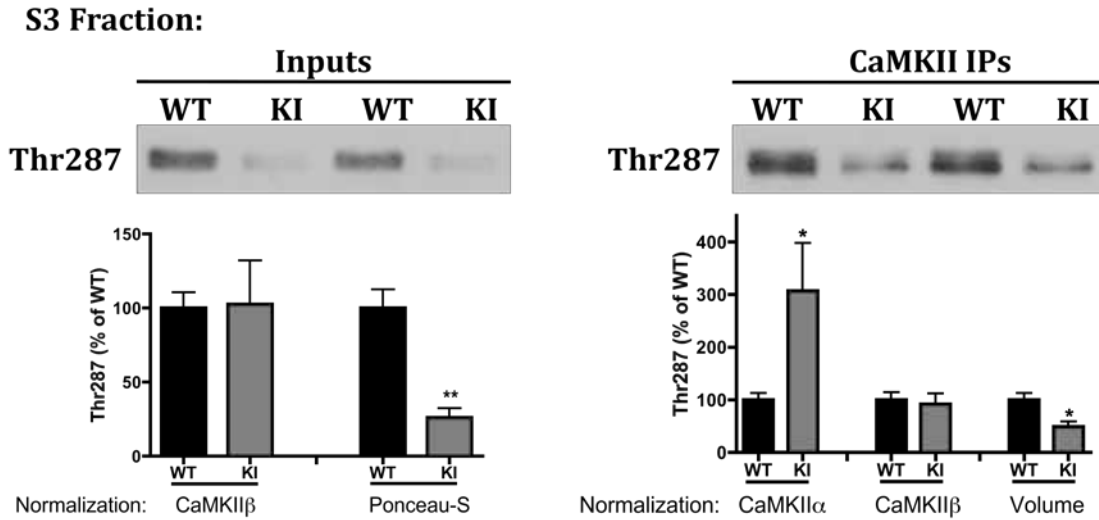 S3 Fraction:
Inputs
WT KI WT KI
Thr287
150
100
50
0
Thr287 (% of WT)
**
WT KI WT KI
Normalization: CaMKIIβ Ponceau-S
CaMKII IPs
WT KI WT KI
Thr287
400
300
200
100
0
Thr287 (% of WT)
*
*
WT KI WT KI WT KI
Normalization: CaMKIIα CaMKIIβ Volume